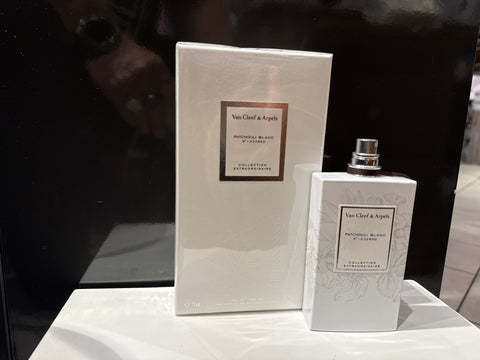 Van Cleef & Arpels
PATCHOULI BLANC
COLLECTION
EXTRAORDINAIRE
Van Cleef & Arpels
PATCHOULI BLANC
COLLECTION
EXTRAORDINAIRE